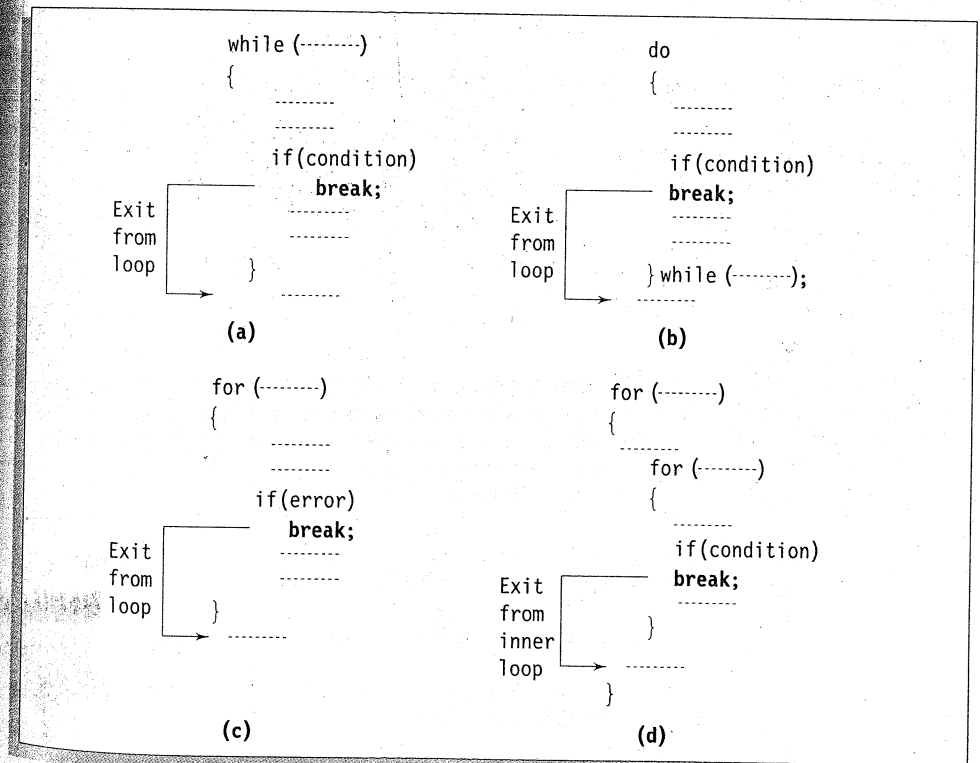 while (---------)
{
---------
---------
if(condition)
break;
Exit
from
loop
---------
---------
}
---------
(a)
do
{
---------
---------
if(condition)
break;
Exit
from
loop
---------
---------
} while (---------);
---------
(b)
for (---------)
{
---------
---------
if(error)
break;
Exit
from
loop
---------
---------
}
---------
(c)
for (---------)
{
---------
for (---------)
{
---------
if(condition)
break;
Exit
from
inner
loop
---------
}
---------
}
(d)